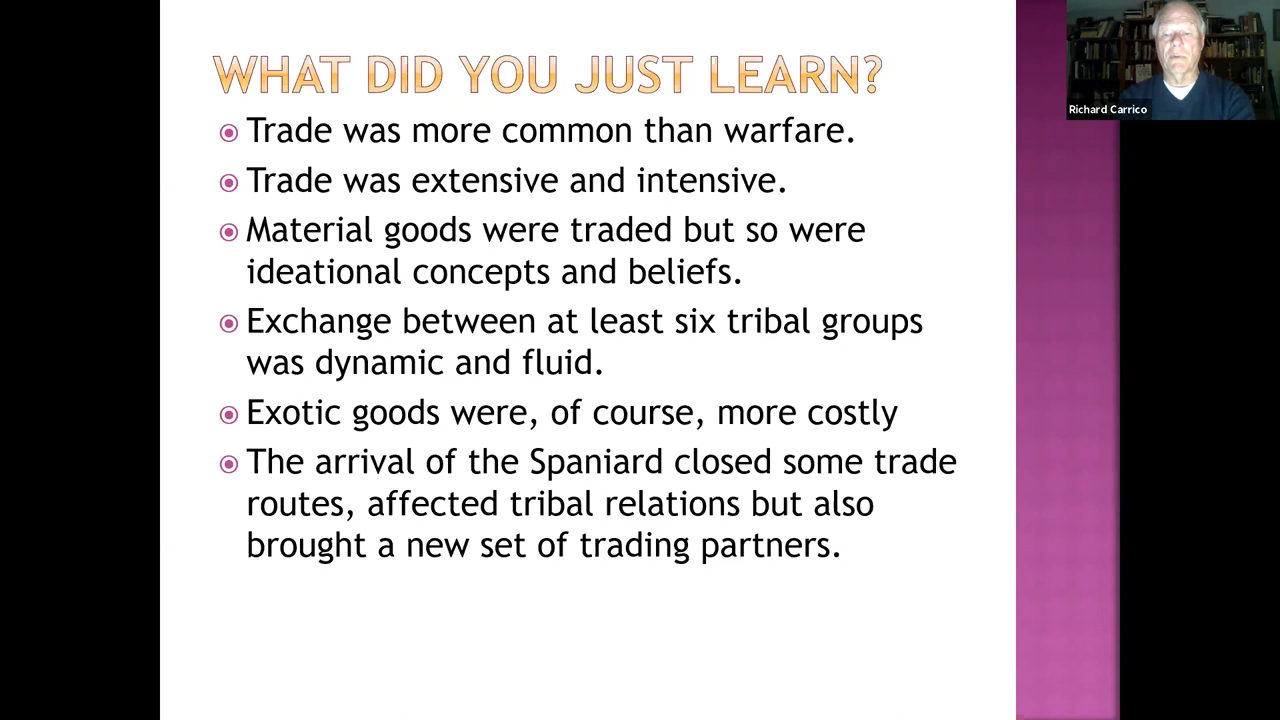 WHAT DID YOU JUST LEARN?
Trade was more common than warfare.
Trade was extensive and intensive.
Material goods were traded but so were
ideational concepts and beliefs.
Exchange between at least six tribal groups
was dynamic and fluid.
Exotic goods were, of course, more costly
The arrival of the Spaniard closed some trade
routes, affected tribal relations but also
brought a new set of trading partners.
Richard Carrico